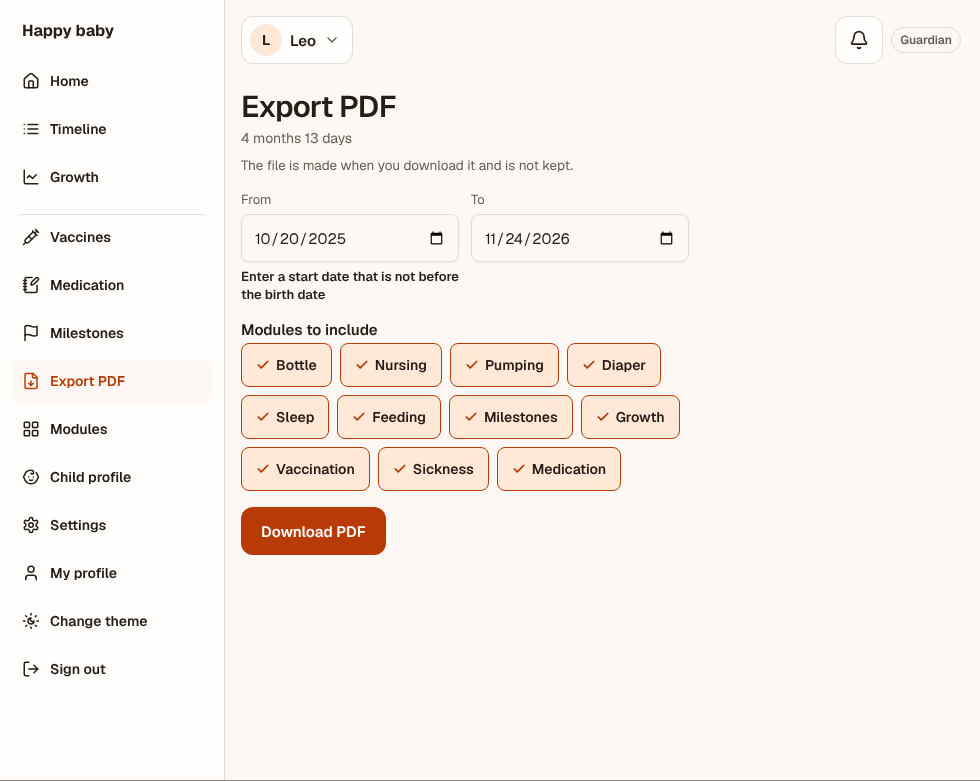 Happy baby
L Leo
Guardian
Home
Timeline
Growth
Vaccines
Medication
Milestones
Export PDF
Modules
Child profile
Settings
My profile
Change theme
Sign out
Export PDF
4 months 13 days
The file is made when you download it and is not kept.
From To
10/20/2025 11/24/2026
Enter a start date that is not before
the birth date
Modules to include
Bottle Nursing Pumping Diaper
Sleep Feeding Milestones Growth
Vaccination Sickness Medication
Download PDF